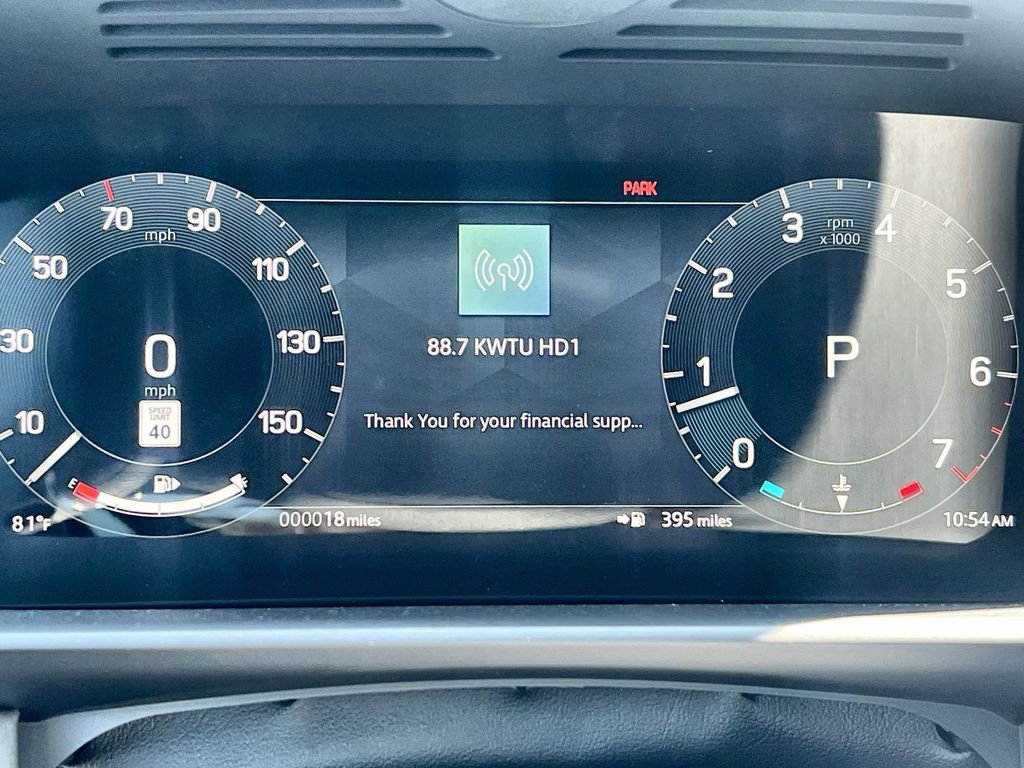 PARK
70
90
mph
50
110
30
130
0
mph
SPEED
LIMIT
40
10
150
E
F
81°F
88.7 KWTU HD1
Thank You for your financial supp...
000018 miles
395 miles
3
rpm
x 1000
4
2
5
P
1
6
0
7
10:54 AM